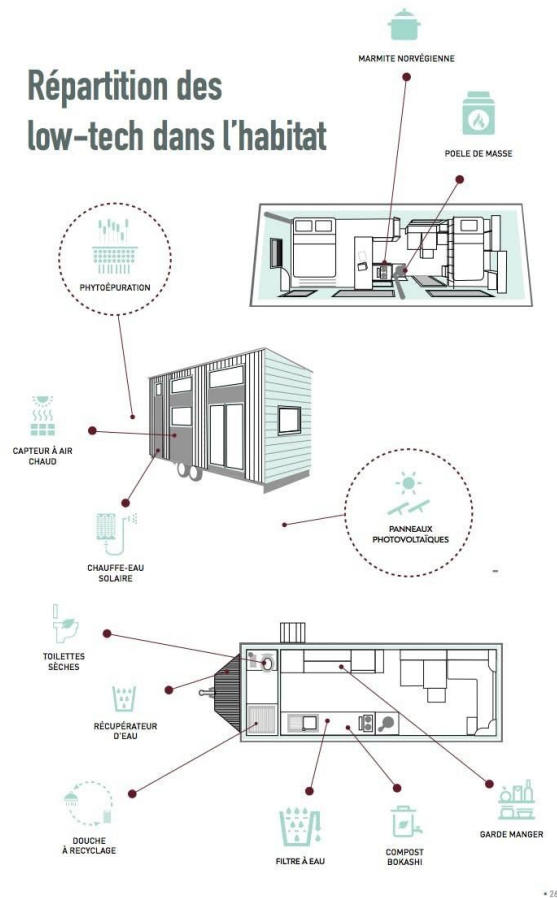 Répartition des
low-tech dans l'habitat
MARMITE NORVÉGIENNE
POELE DE MASSE
PHYTOÉPURATION
CAPTEUR À AIR
CHAUD
CHAUFFE-EAU
SOLAIRE
PANNEAUX
PHOTOVOLTAÏQUES
TOILETTES
SÈCHES
RÉCUPÉRATEUR
D'EAU
DOUCHE
À RECYCLAGE
FILTRE À EAU
COMPOST
BOKASHI
GARDE MANGER
• 26